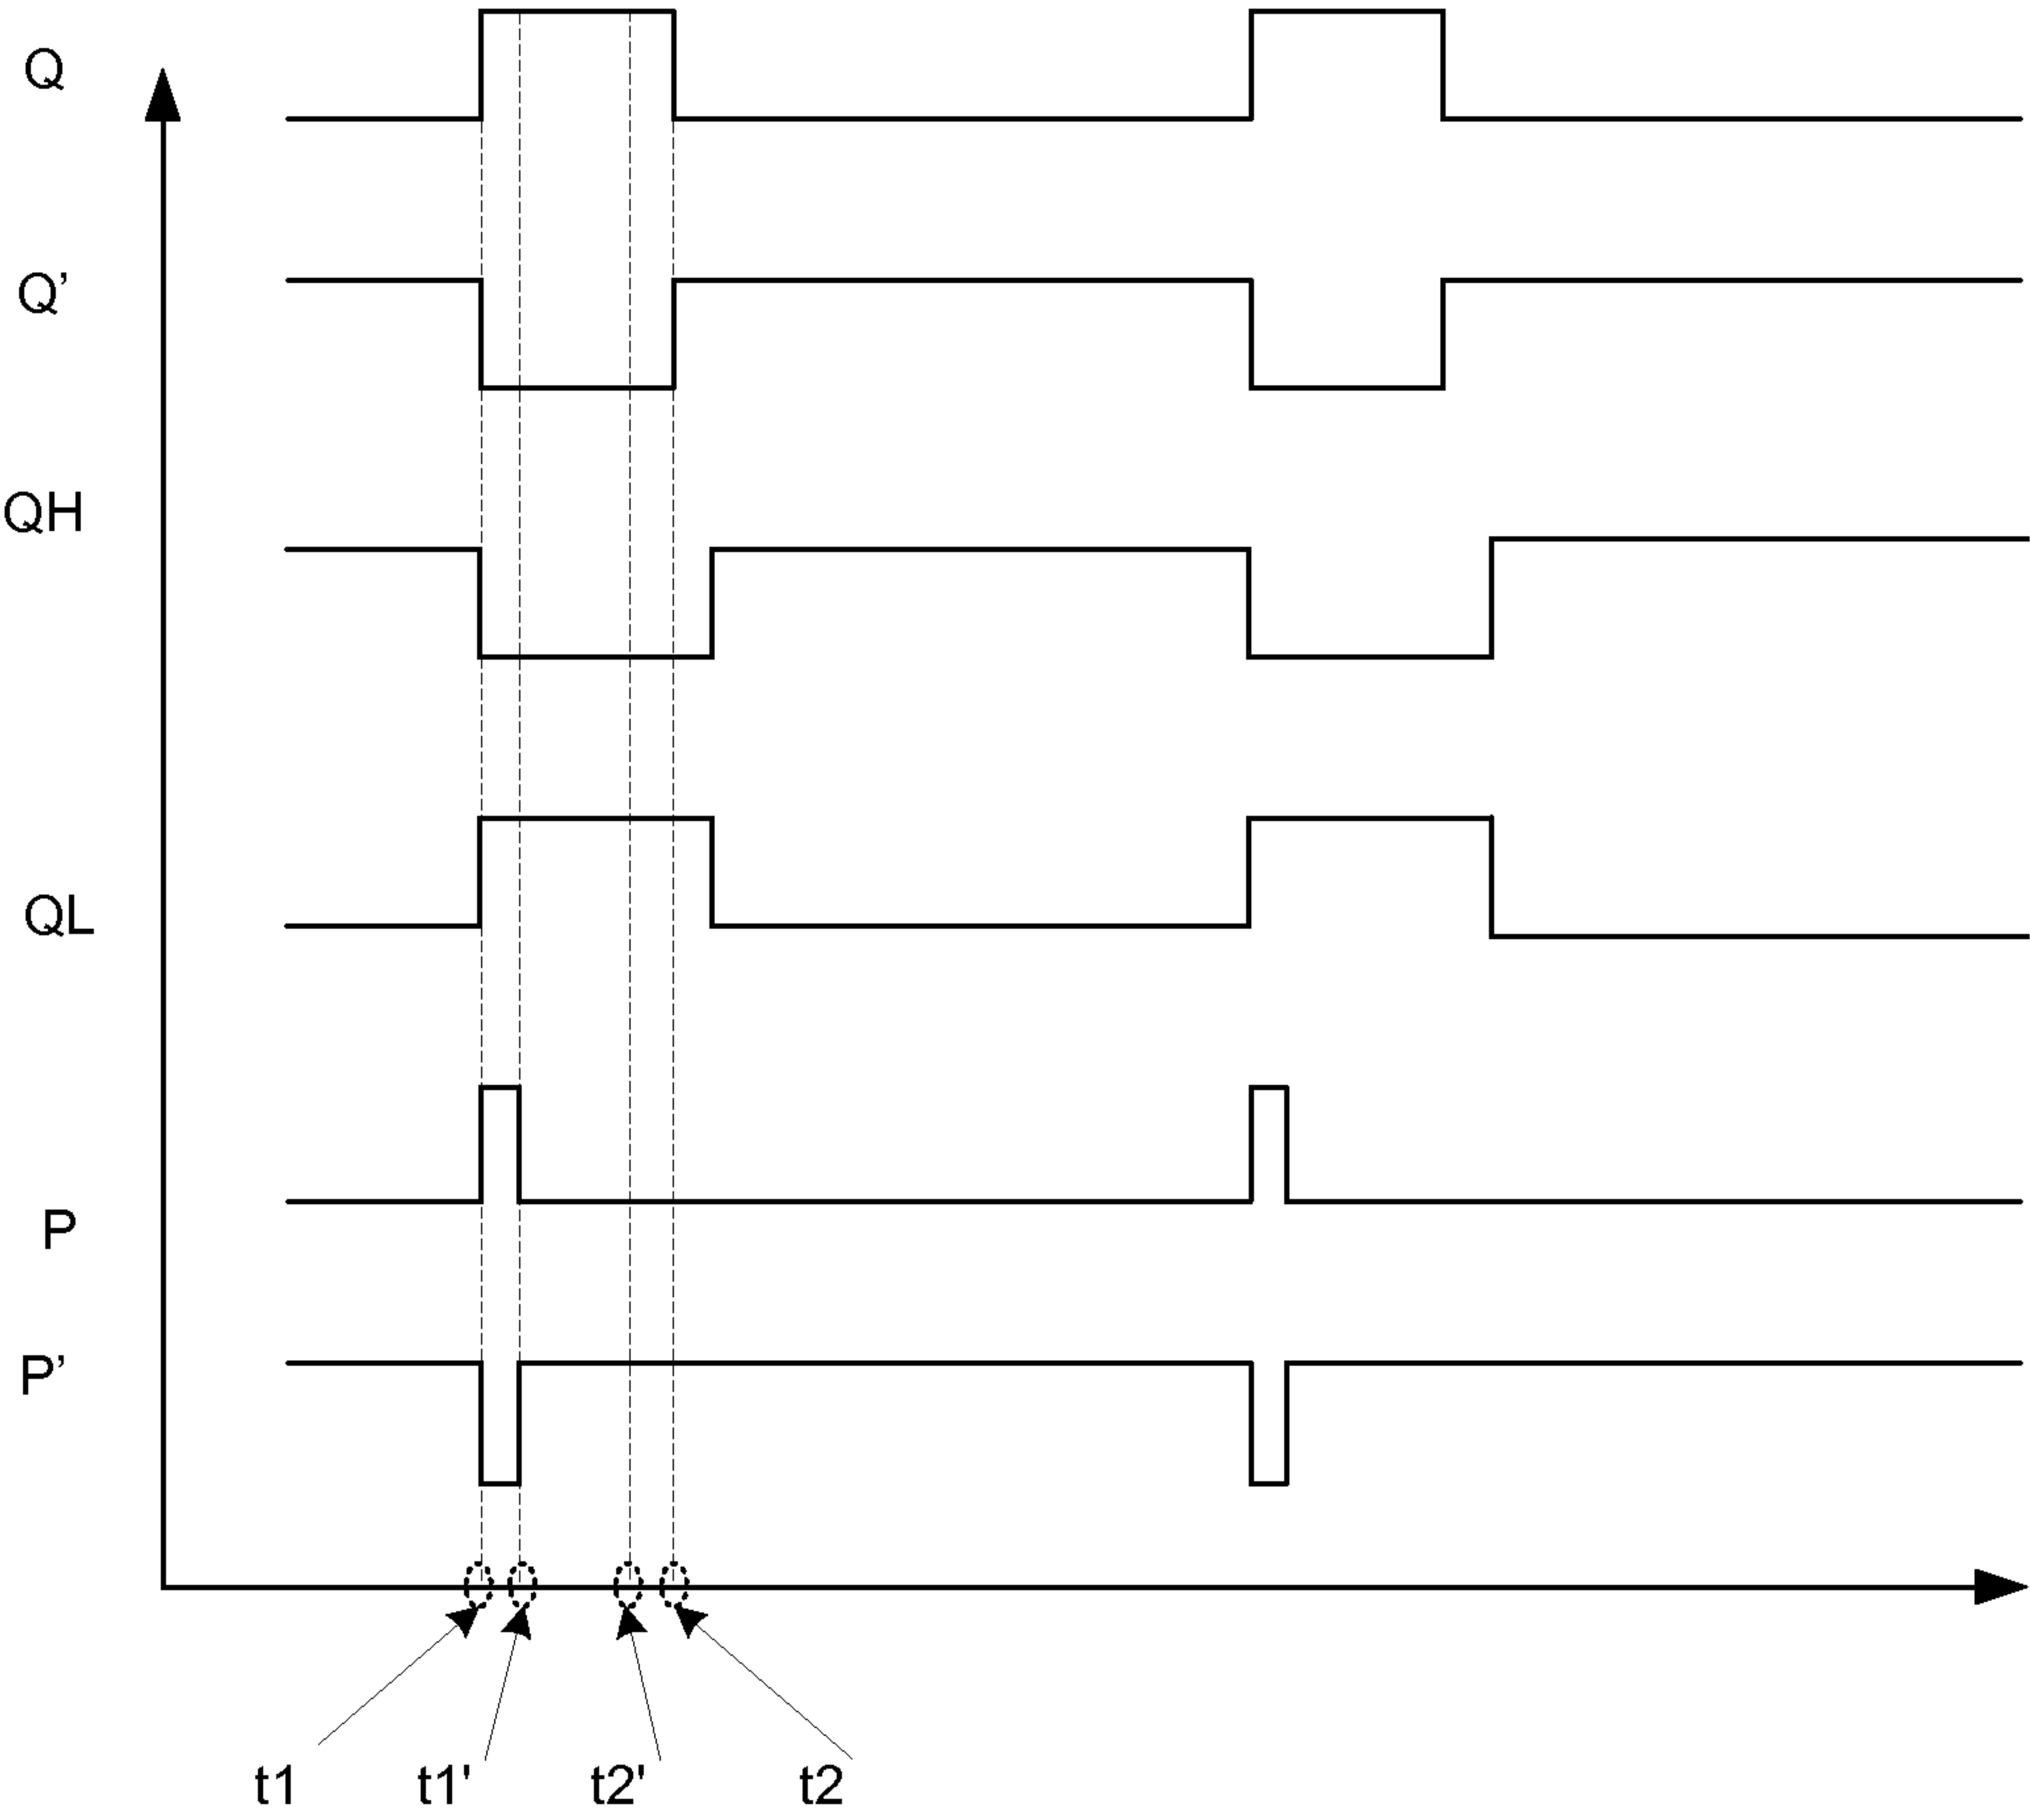 Q
Q’
QH
QL
P
P’
t1 t1' t2' t2